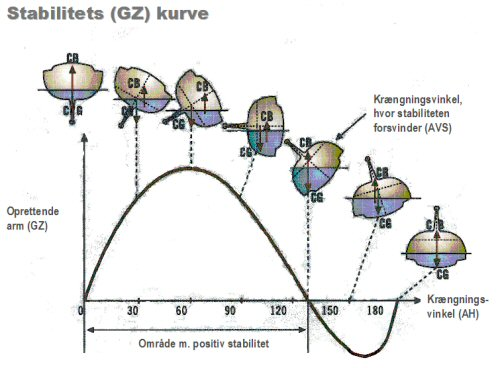 Stabilitets (GZ) kurve
CB
CG
CB
CB
CG
CB
CG
Krængningsvinkel,
hvor stabiliteten
forsvinder (AVS)
CB
CG
CB
CG
CB
CG
Oprettende
arm (GZ)
0 30 60 90 120 150 180
Krængnings-
vinkel (AH)
Område m. positiv stabilitet